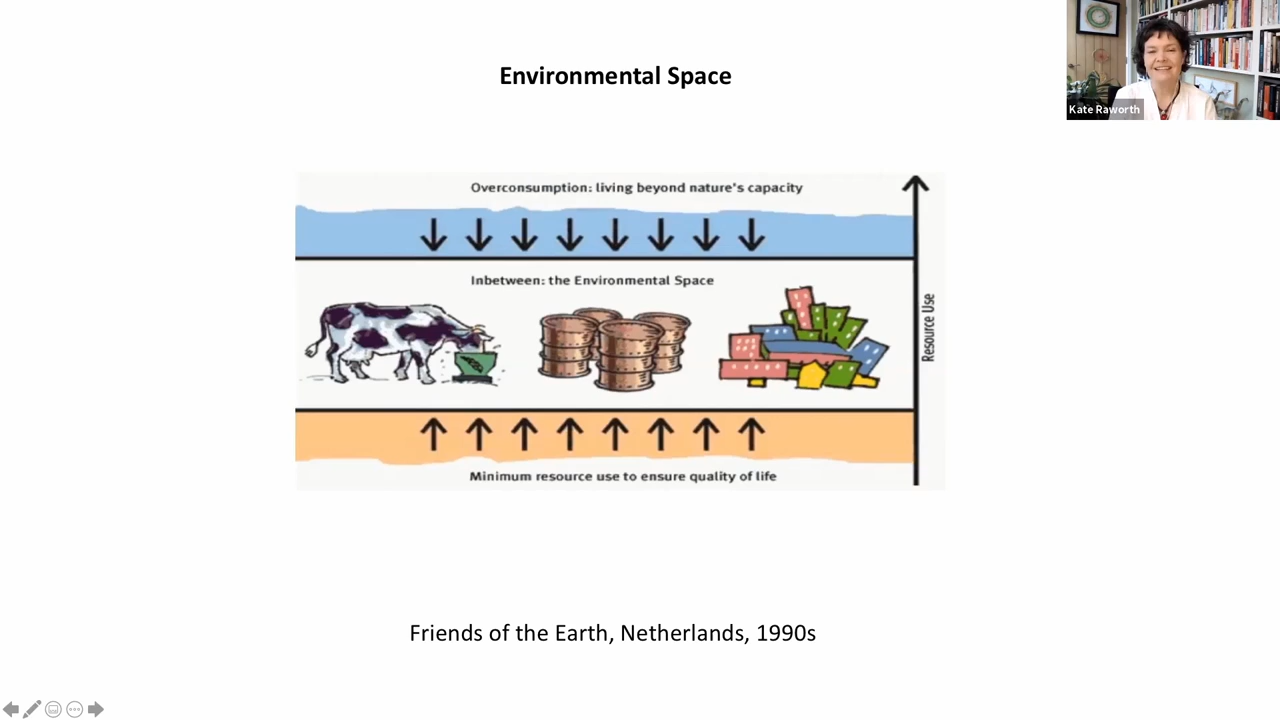 Environmental Space
Kate Raworth
Overconsumption: living beyond nature's capacity
Inbetween: the Environmental Space
Resource Use
Minimum resource use to ensure quality of life
Friends of the Earth, Netherlands, 1990s